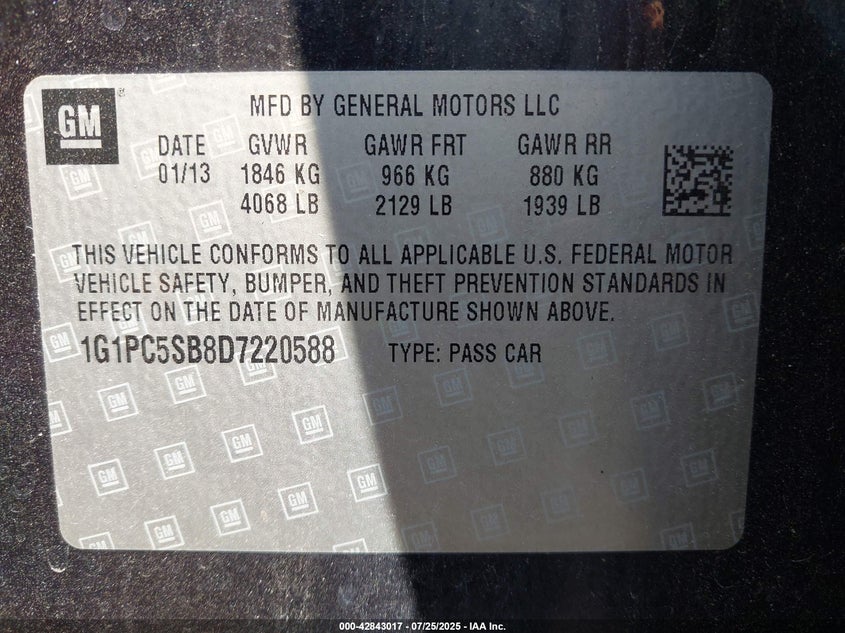 GM
MFD BY GENERAL MOTORS LLC
DATE GVWR GAWR FRT GAWR RR
01/13 1846 KG 966 KG 880 KG
4068 LB 2129 LB 1939 LB
THIS VEHICLE CONFORMS TO ALL APPLICABLE U.S. FEDERAL MOTOR
VEHICLE SAFETY, BUMPER, AND THEFT PREVENTION STANDARDS IN
EFFECT ON THE DATE OF MANUFACTURE SHOWN ABOVE.
1G1PC5SB8D7220588 TYPE: PASS CAR
000-42843017 - 07/25/2025 - IAA Inc.